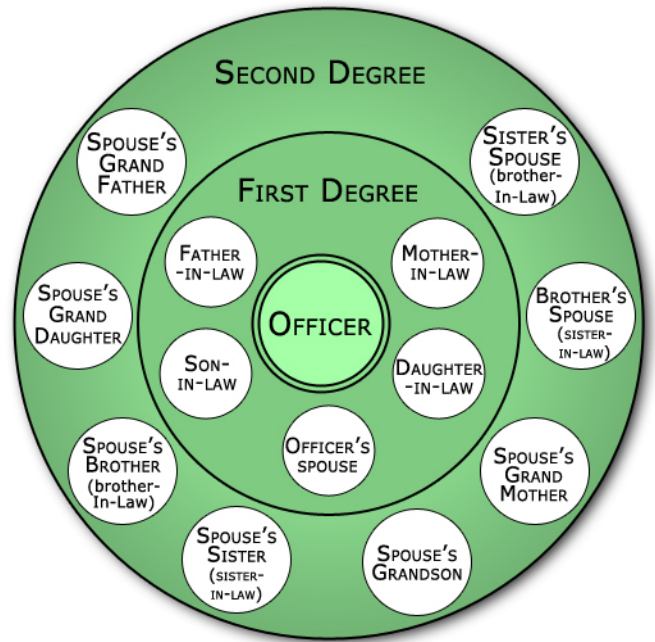 SECOND DEGREE
SPOUSE'S
GRAND
FATHER
SISTER'S
SPOUSE
(brother-
In-Law)
FIRST DEGREE
FATHER
-IN-LAW
MOTHER-
IN-LAW
SPOUSE'S
GRAND
DAUGHTER
OFFICER
BROTHER'S
SPOUSE
(SISTER-
IN-LAW)
SON-
IN-LAW
DAUGHTER
-IN-LAW
OFFICER'S
SPOUSE
SPOUSE'S
BROTHER
(brother-
In-Law)
SPOUSE'S
GRAND
MOTHER
SPOUSE'S
SISTER
(SISTER-
IN-LAW)
SPOUSE'S
GRANDSON